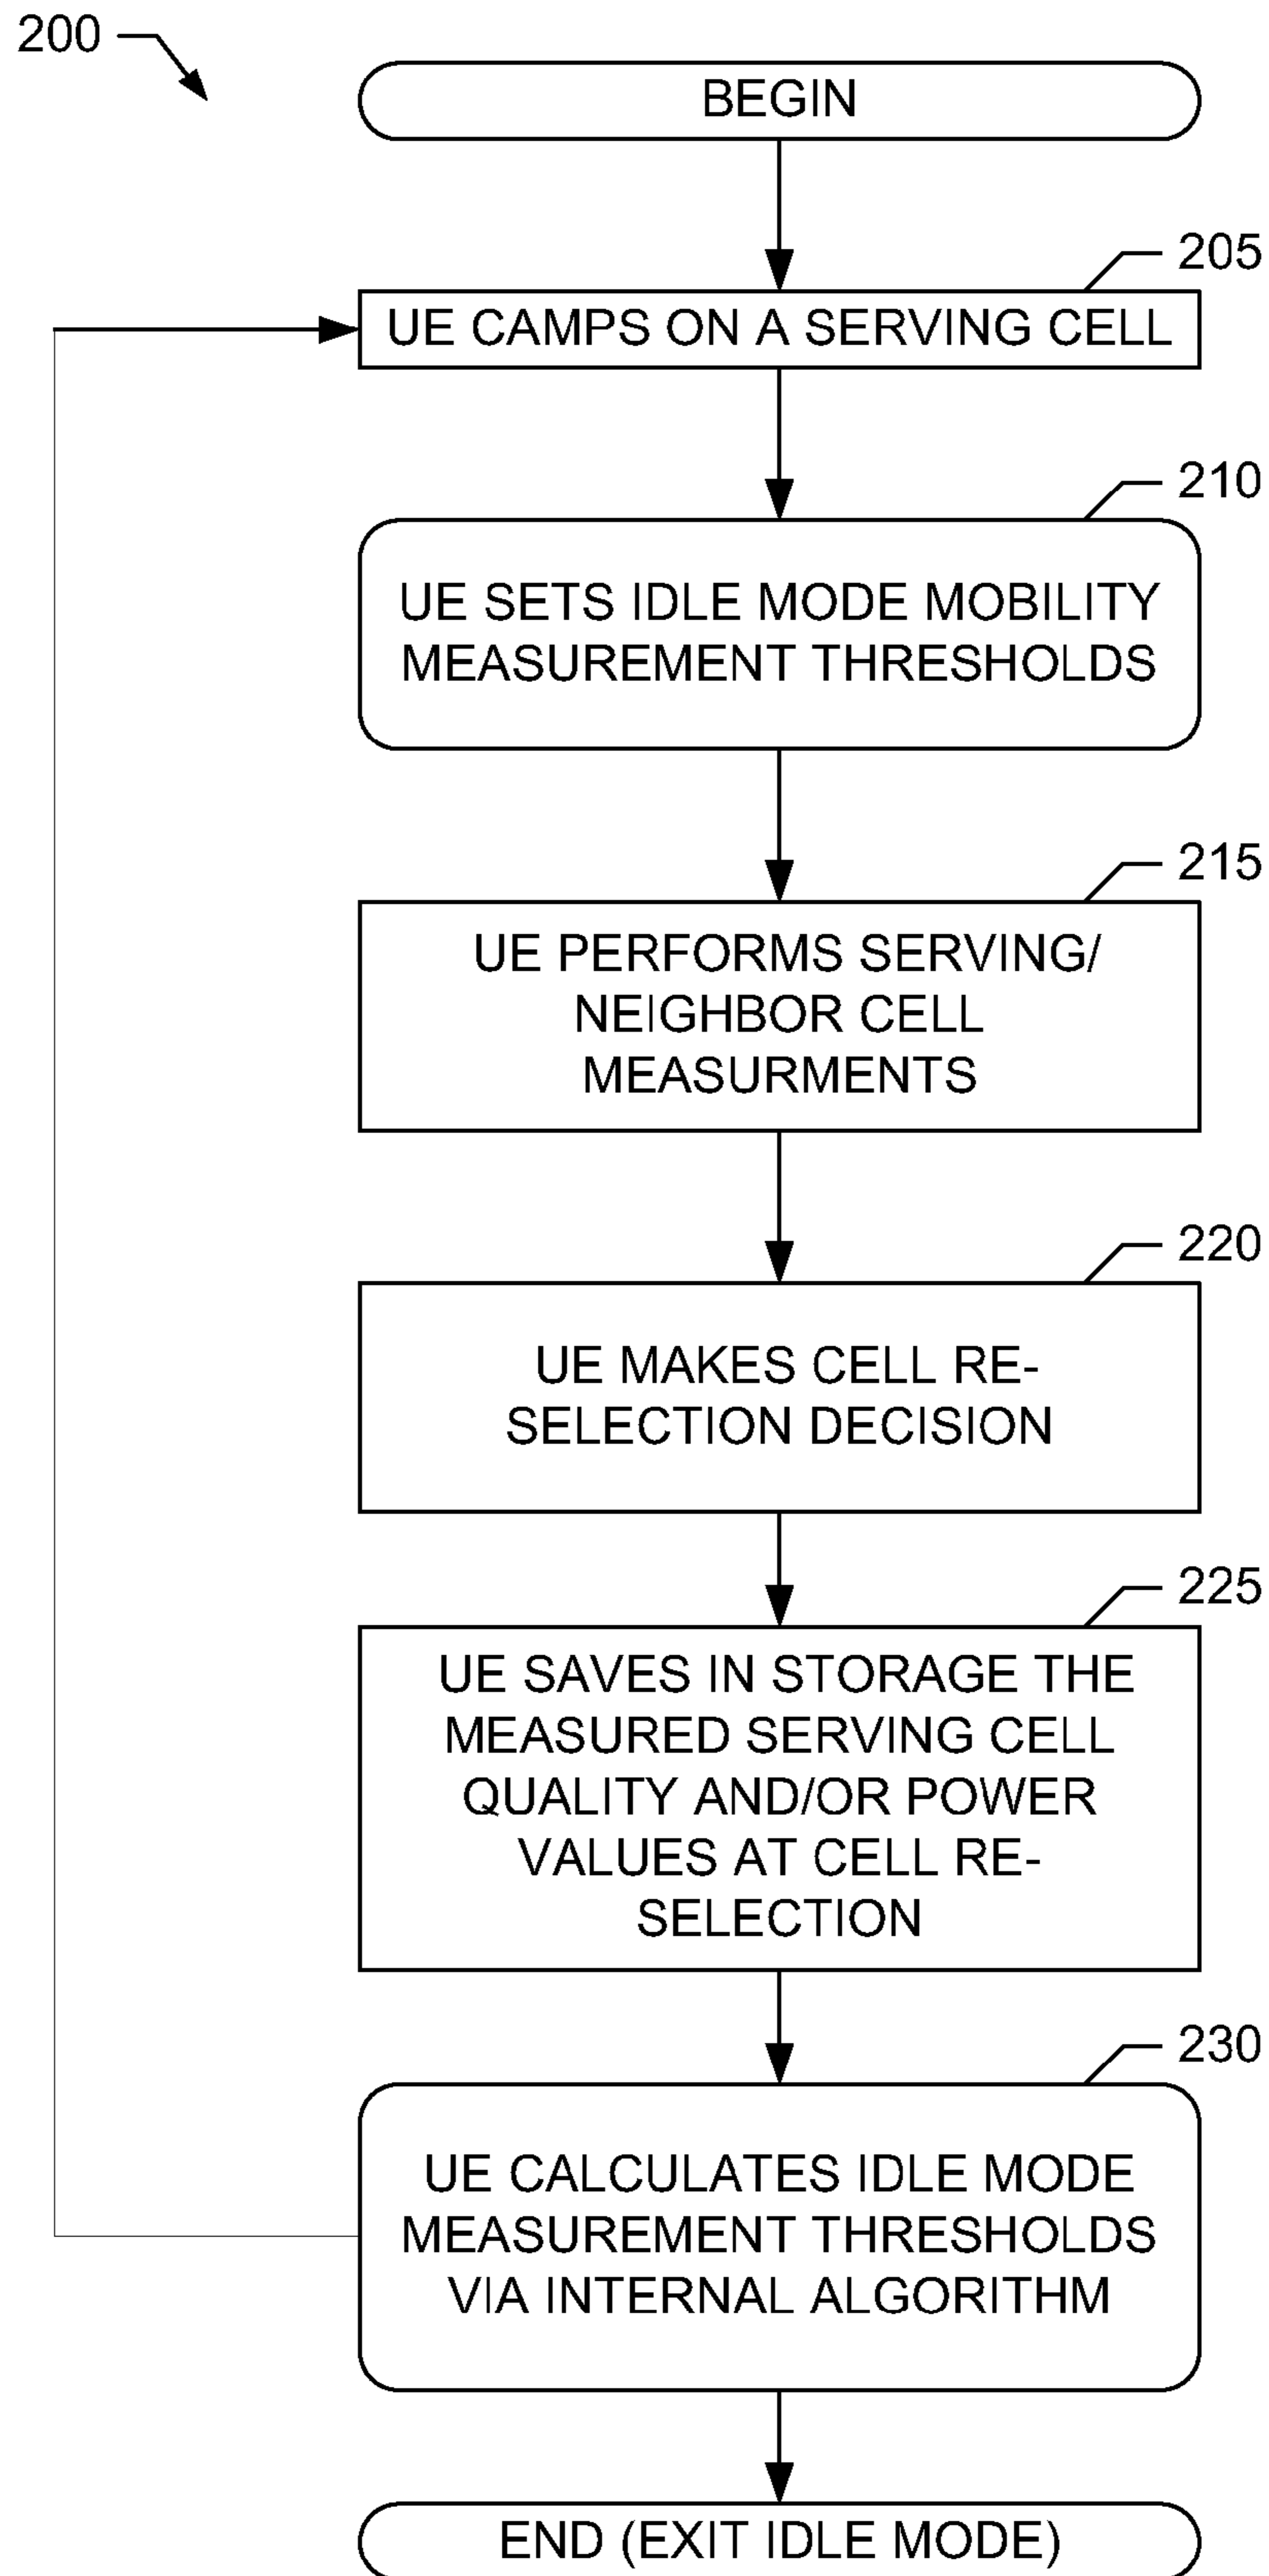 200
BEGIN
205
UE CAMPS ON A SERVING CELL
210
UE SETS IDLE MODE MOBILITY
MEASUREMENT THRESHOLDS
215
UE PERFORMS SERVING/
NEIGHBOR CELL
MEASURMENTS
220
UE MAKES CELL RE-
SELECTION DECISION
225
UE SAVES IN STORAGE THE
MEASURED SERVING CELL
QUALITY AND/OR POWER
VALUES AT CELL RE-
SELECTION
230
UE CALCULATES IDLE MODE
MEASUREMENT THRESHOLDS
VIA INTERNAL ALGORITHM
END (EXIT IDLE MODE)